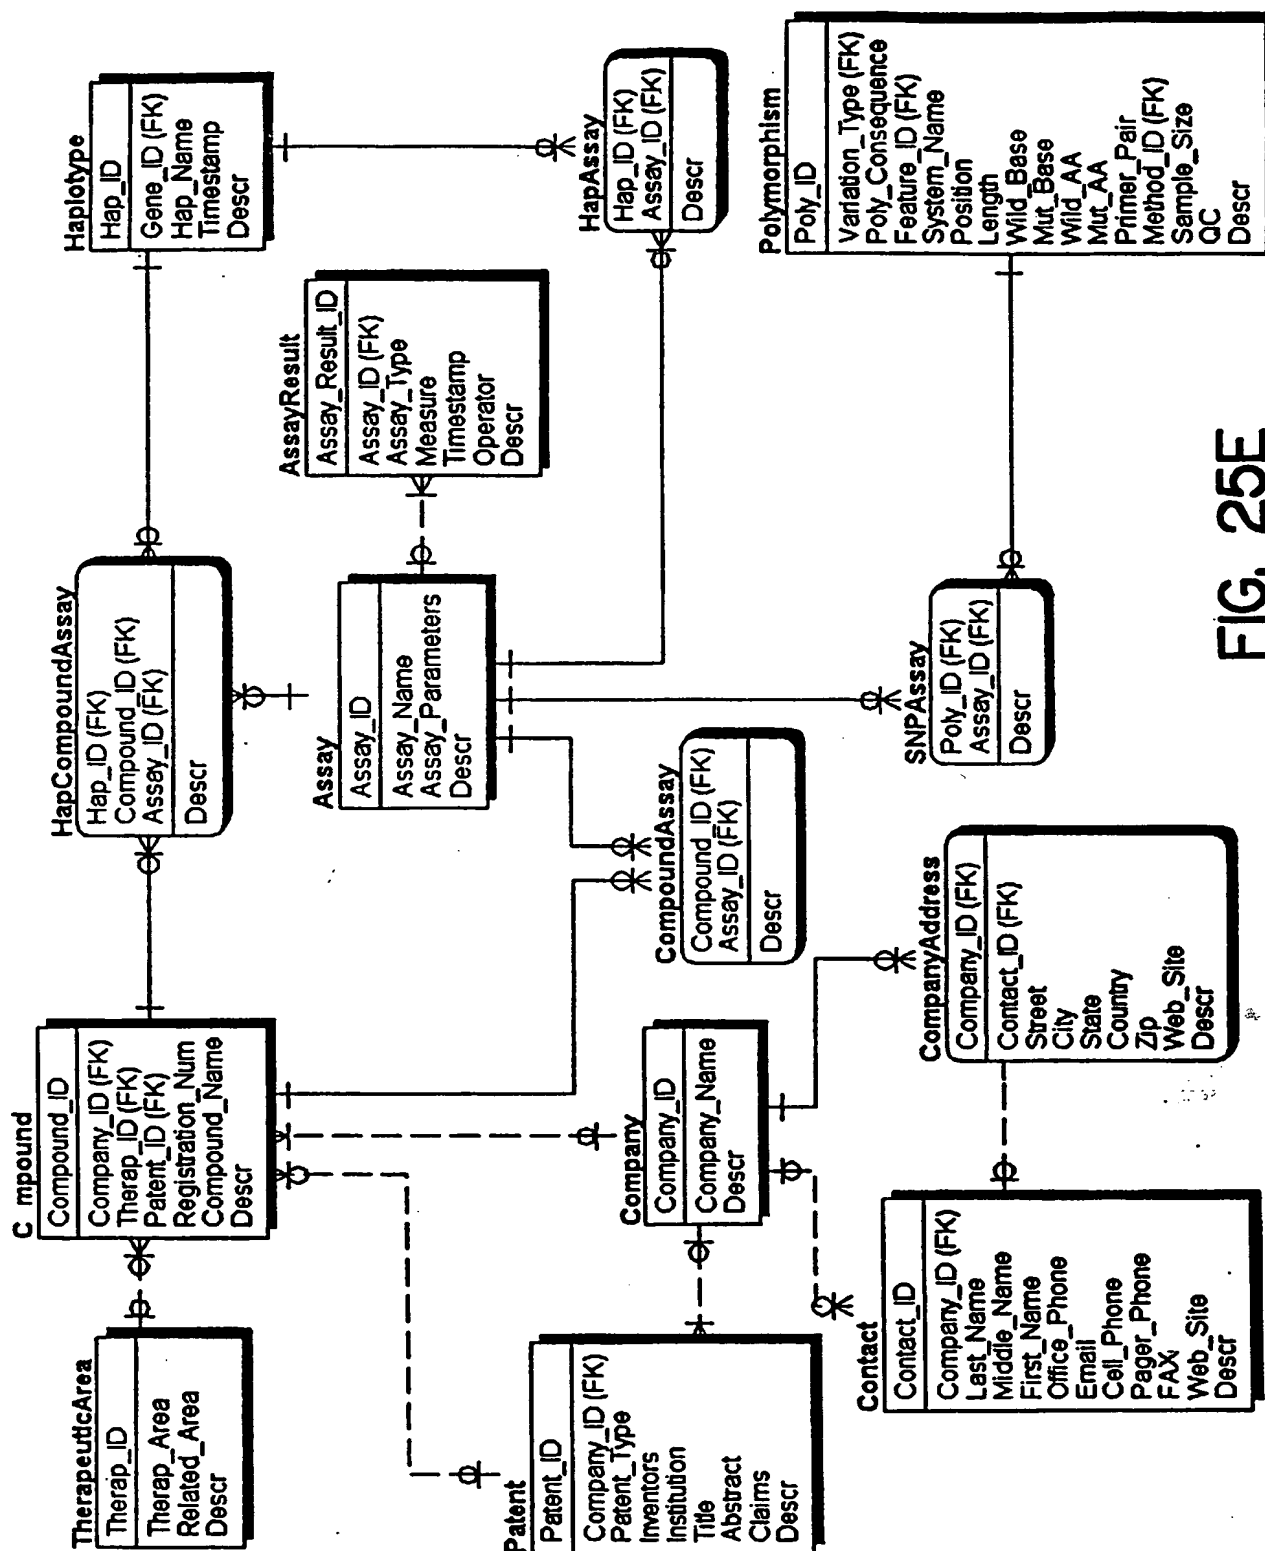 TherapeuticArea
Therap_ID
Therap_Area
Related_Area
Descr
C mpound
Compound_ID
Company_ID (FK)
Therap_ID (FK)
Patent_ID (FK)
Registration_Num
Compound_Name
Descr
HapCompoundAssay
Hap_ID (FK)
Compound_ID (FK)
Assay_ID (FK)
Descr
Haplotype
Hap_ID
Gene_ID (FK)
Hap_Name
Timestamp
Descr
AssayResult
Assay_Result_ID
Assay_ID (FK)
Assay_Type
Measure
Timestamp
Operator
Descr
Assay
Assay_ID
Assay_Name
Assay_Parameters
Descr
HapAssay
Hap_ID (FK)
Assay_ID (FK)
Descr
Patent
Patent_ID
Company_ID (FK)
Patent_Type
Inventors
Institution
Title
Abstract
Claims
Descr
Company
Company_ID
Company_Name
Descr
CompoundAssay
Compound_ID (FK)
Assay_ID (FK)
Descr
Contact
Contact_ID
Company_ID (FK)
Last_Name
Middle_Name
First_Name
Office_Phone
Email
Cell_Phone
Pager_Phone
FAX
Web_Site
Descr
CompanyAddress
Company_ID (FK)
Contact_ID (FK)
Street
City
State
Country
Zip
Web_Site
Descr
SNPAssay
Poly_ID (FK)
Assay_ID (FK)
Descr
Polymorphism
Poly_ID
Variation_Type (FK)
Poly_Consequence
Feature_ID (FK)
System_Name
Position
Length
Wild_Base
Mut_Base
Wild_AA
Mut_AA
Primer_Pair
Method_ID (FK)
Sample_Size
QC
Descr
FIG. 25E